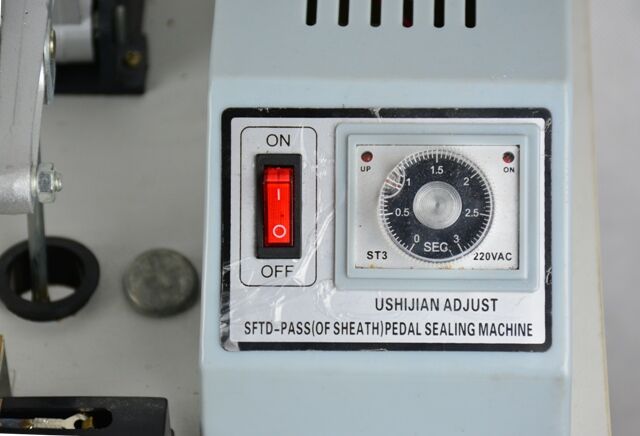 ON
I
O
OFF
UP
ON
0
0.5
1
1.5
2
2.5
3
SEG
ST3
220VAC
USHIJIAN ADJUST
SFTD-PASS(OF SHEATH)PEDAL SEALING MACHINE